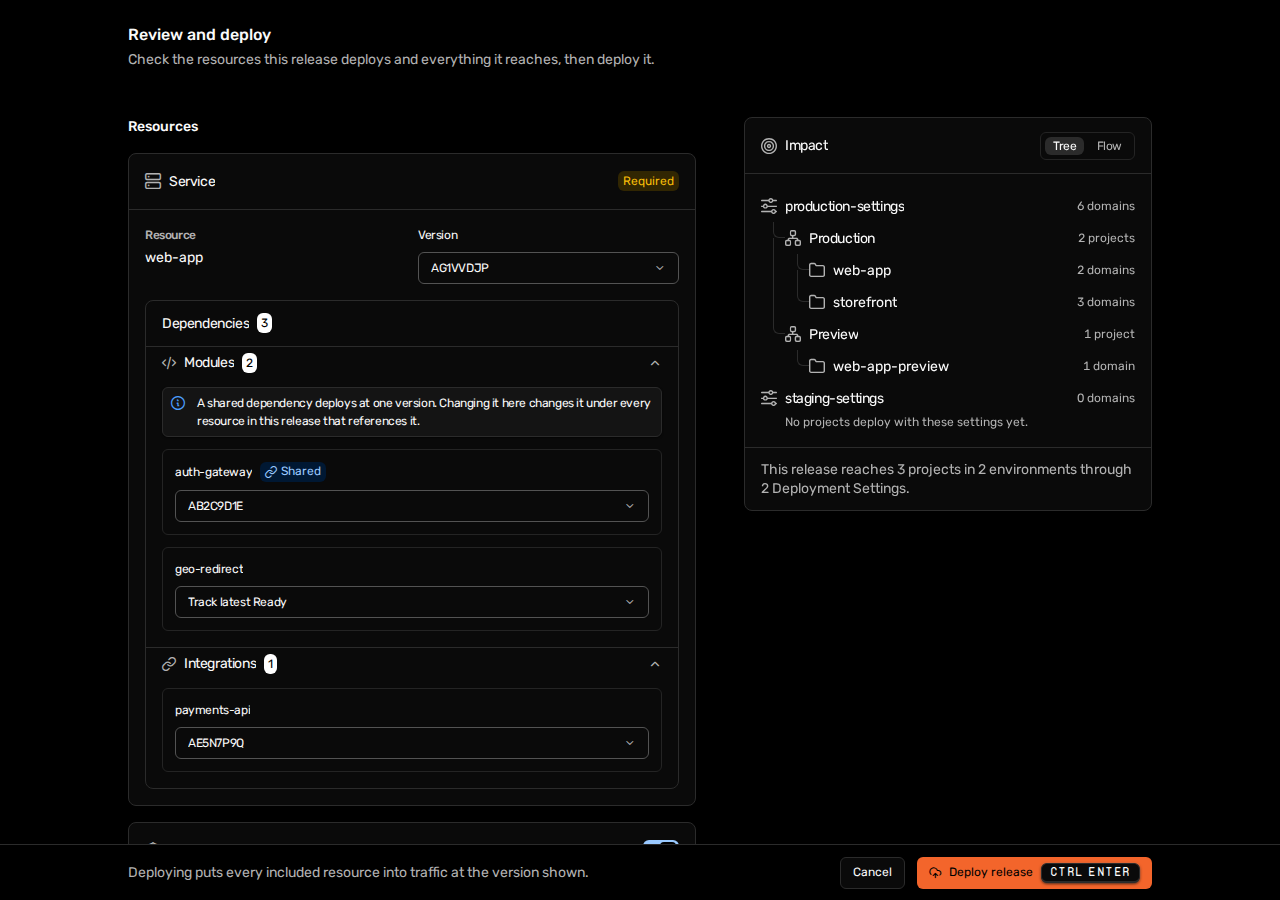 Review and deploy
Check the resources this release deploys and everything it reaches, then deploy it.
Resources
Service
Required
Resource
web-app
Version
AG1VVDJP
Dependencies 3
Modules 2
A shared dependency deploys at one version. Changing it here changes it under every
resource in this release that references it.
auth-gateway Shared
AB2C9D1E
geo-redirect
Track latest Ready
Integrations 1
payments-api
AE5N7P9Q
Impact
Tree Flow
production-settings 6 domains
Production 2 projects
web-app 2 domains
storefront 3 domains
Preview 1 project
web-app-preview 1 domain
staging-settings 0 domains
No projects deploy with these settings yet.
This release reaches 3 projects in 2 environments through
2 Deployment Settings.
Deploying puts every included resource into traffic at the version shown.
Cancel
Deploy release CTRL ENTER